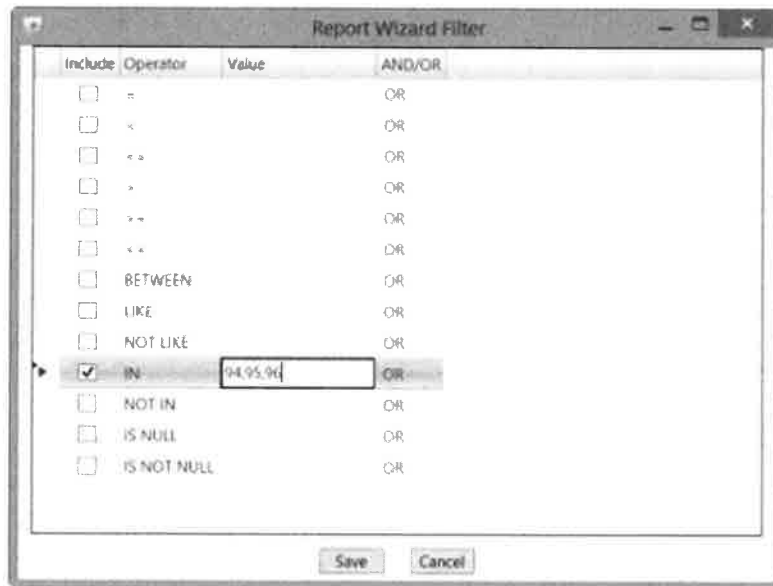 Report Wizard Filter
Include Operator Value AND/OR
= OR
< OR
<= OR
> OR
>= OR
OR
BETWEEN OR
LIKE OR
NOT LIKE OR
IN 94,95,96 OR
NOT IN OR
IS NULL OR
IS NOT NULL OR
Save Cancel